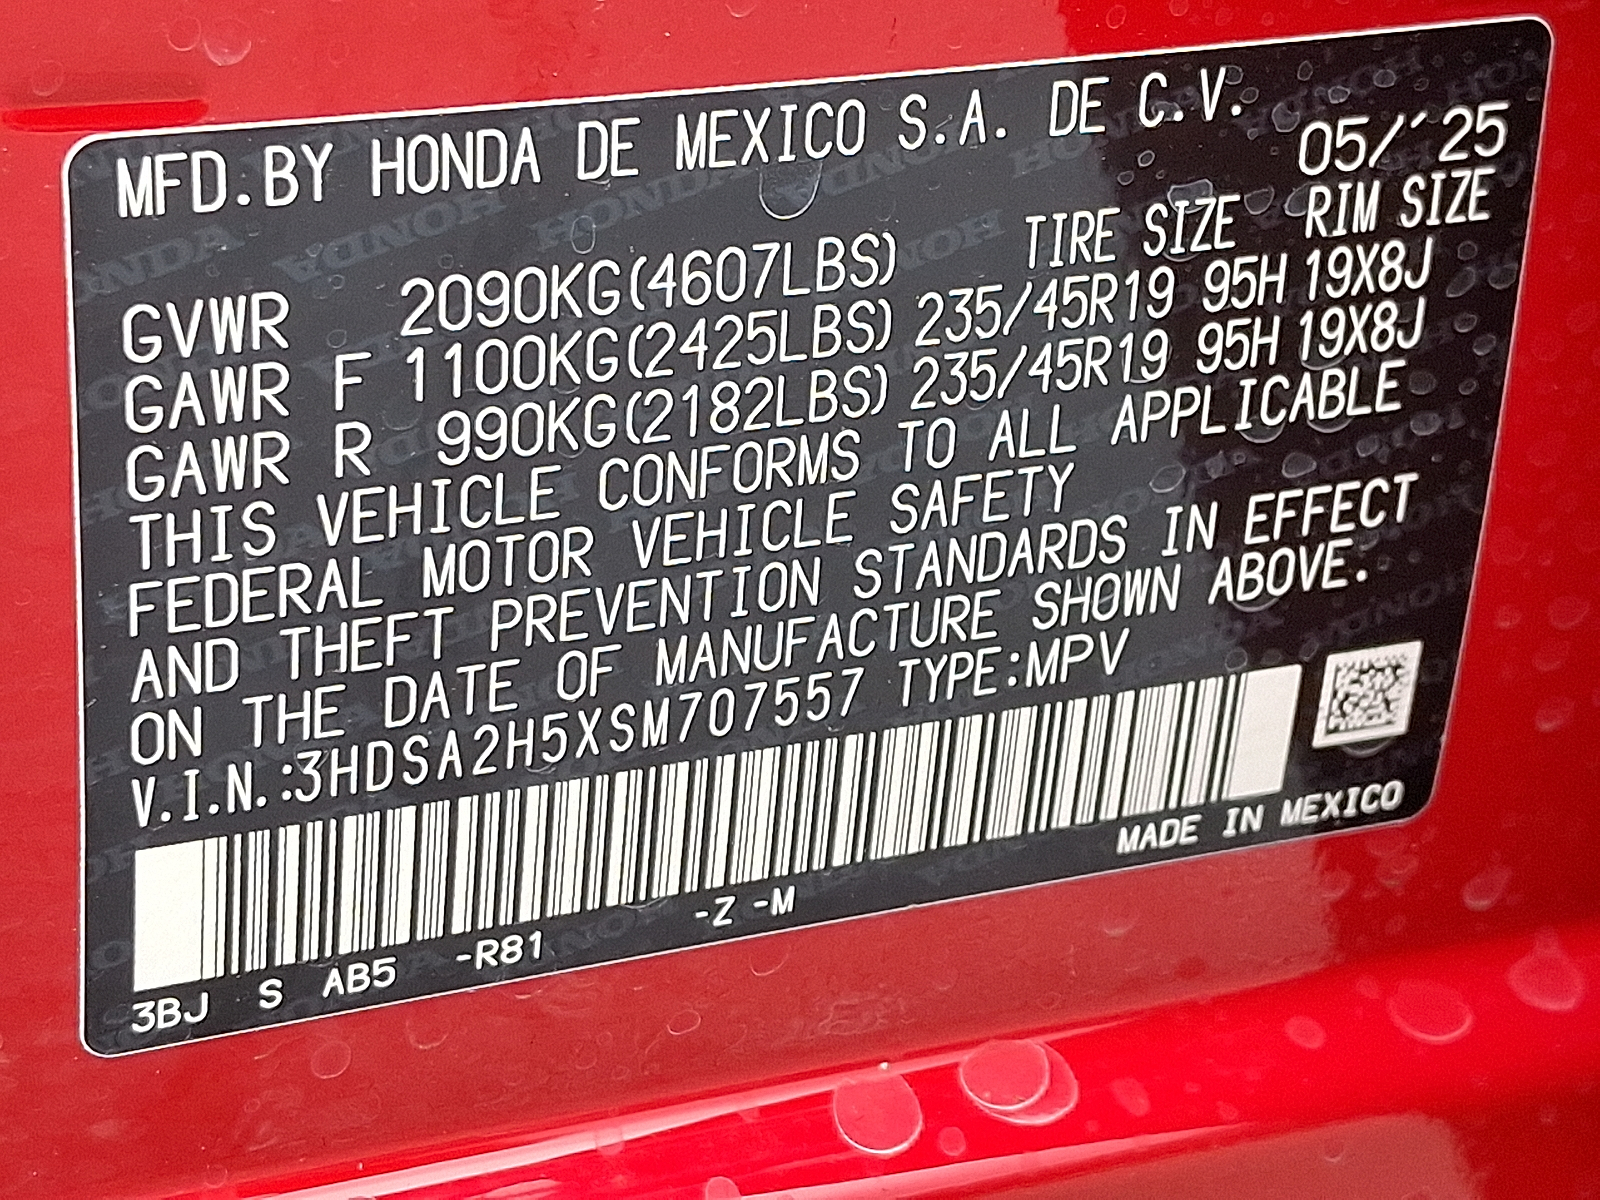 MFD.BY HONDA DE MEXICO S.A. DE C.V. 05/´25
GVWR 2090KG(4607LBS) TIRE SIZE RIM SIZE
GAWR F 1100KG(2425LBS) 235/45R19 95H 19X8J
GAWR R 990KG(2182LBS) 235/45R19 95H 19X8J
THIS VEHICLE CONFORMS TO ALL APPLICABLE
FEDERAL MOTOR VEHICLE SAFETY
AND THEFT PREVENTION STANDARDS IN EFFECT
ON THE DATE OF MANUFACTURE SHOWN ABOVE.
V.I.N.:3HDSA2H5XSM707557 TYPE:MPV
MADE IN MEXICO
3BJ S AB5 -R81 -Z -M